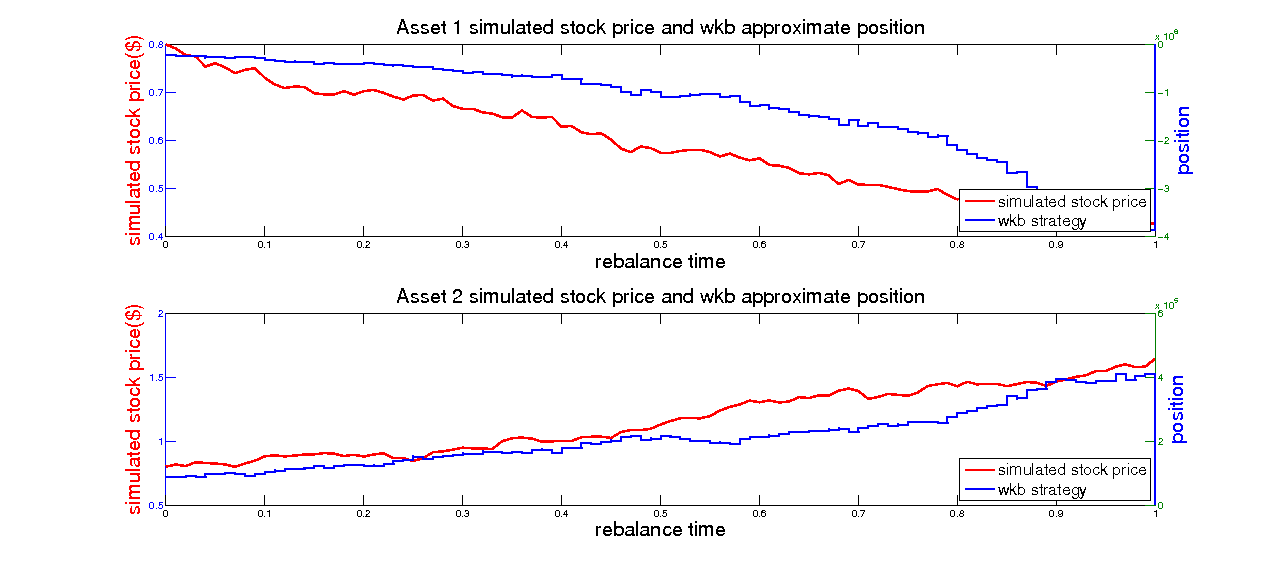 Asset 1 simulated stock price and wkb approximate position
simulated stock price($)
0.8
0.7
0.6
0.5
0.4
0 0.1 0.2 0.3 0.4 0.5 0.6 0.7 0.8 0.9 1
rebalance time
0
−1
−2
−3
−4
position
simulated stock price
wkb strategy
Asset 2 simulated stock price and wkb approximate position
simulated stock price($)
2
1.5
1
0.5
0 0.1 0.2 0.3 0.4 0.5 0.6 0.7 0.8 0.9 1
rebalance time
6
4
2
0
position
simulated stock price
wkb strategy